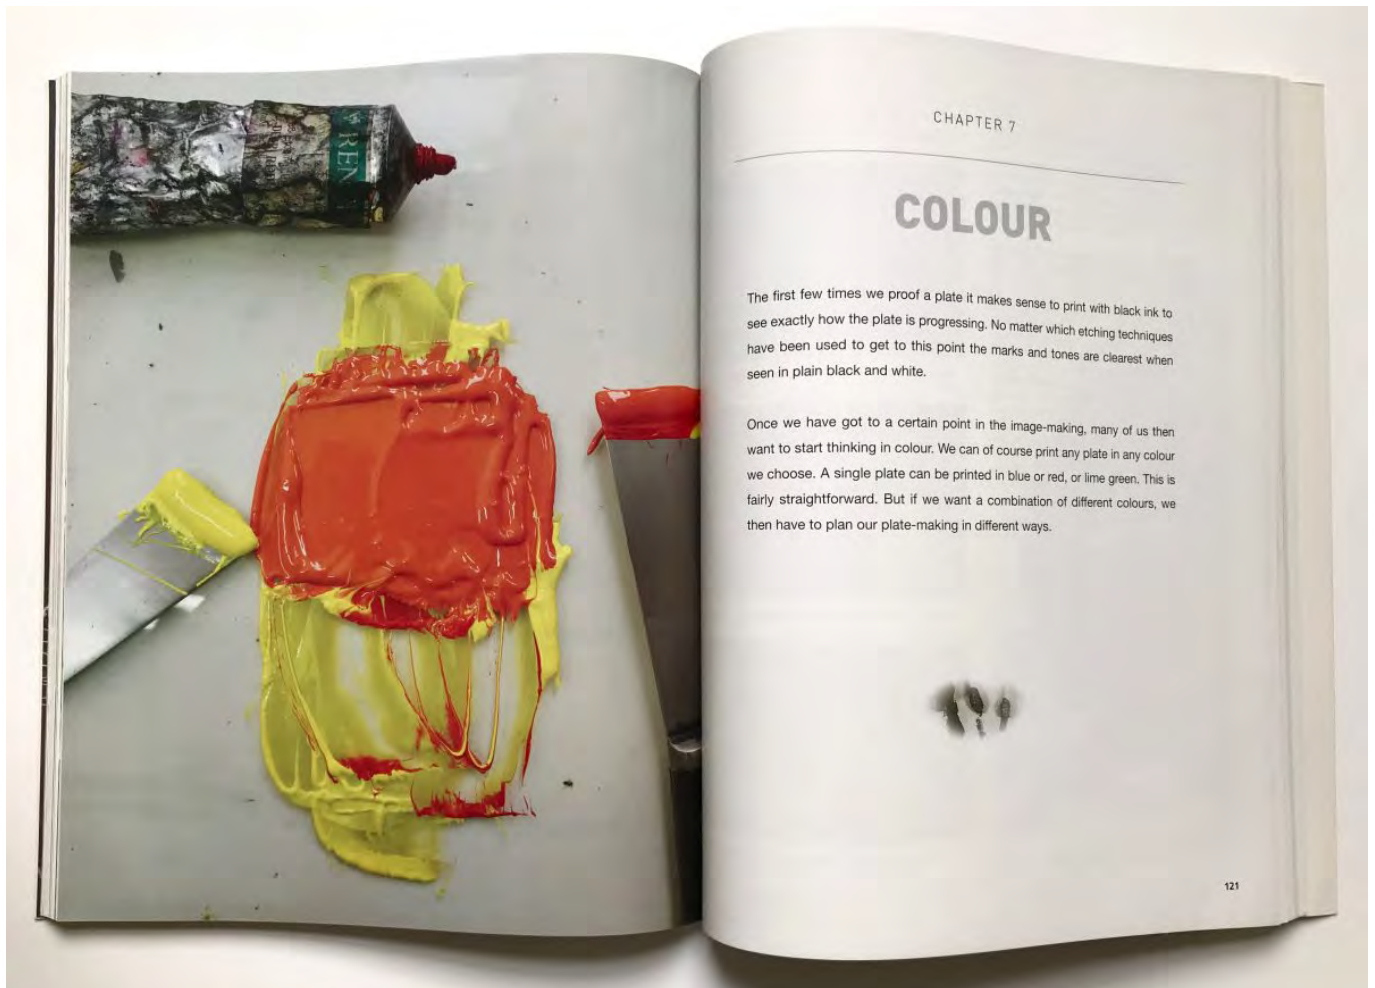 REN
CHAPTER 7
COLOUR
The first few times we proof a plate it makes sense to print with black ink to
see exactly how the plate is progressing. No matter which etching techniques
have been used to get to this point the marks and tones are clearest when
seen in plain black and white.
Once we have got to a certain point in the image-making, many of us then
want to start thinking in colour. We can of course print any plate in any colour
we choose. A single plate can be printed in blue or red, or lime green. This is
fairly straightforward. But if we want a combination of different colours, we
then have to plan our plate-making in different ways.
121